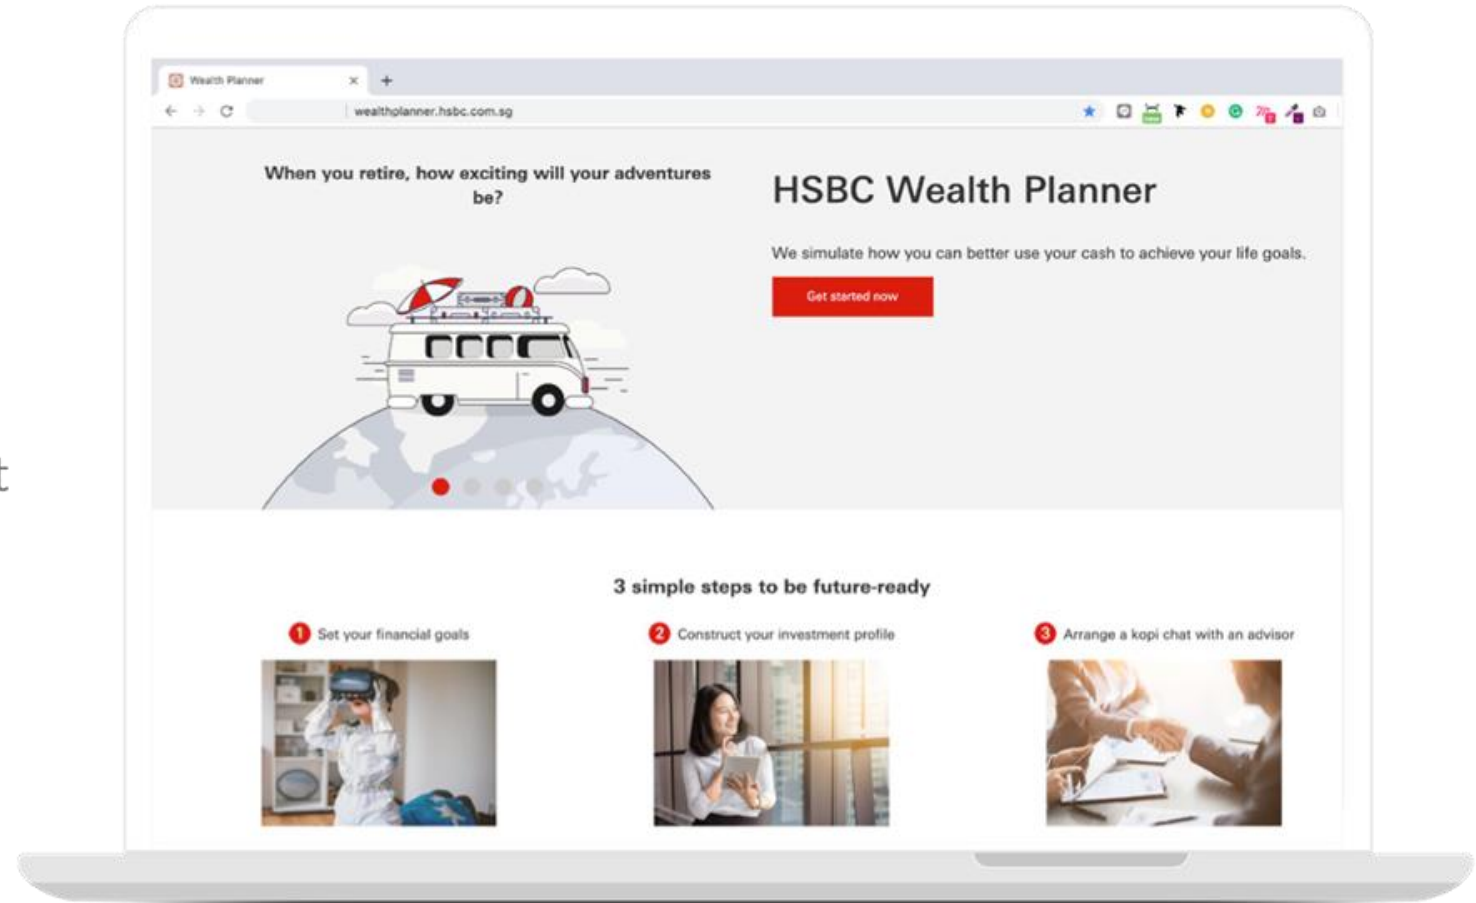 t
Wealth Planner
wealthplanner.hsbc.com.sg
When you retire, how exciting will your adventures
be?
HSBC Wealth Planner
We simulate how you can better use your cash to achieve your life goals.
Get started now
3 simple steps to be future-ready
1 Set your financial goals
2 Construct your investment profile
3 Arrange a kopi chat with an advisor